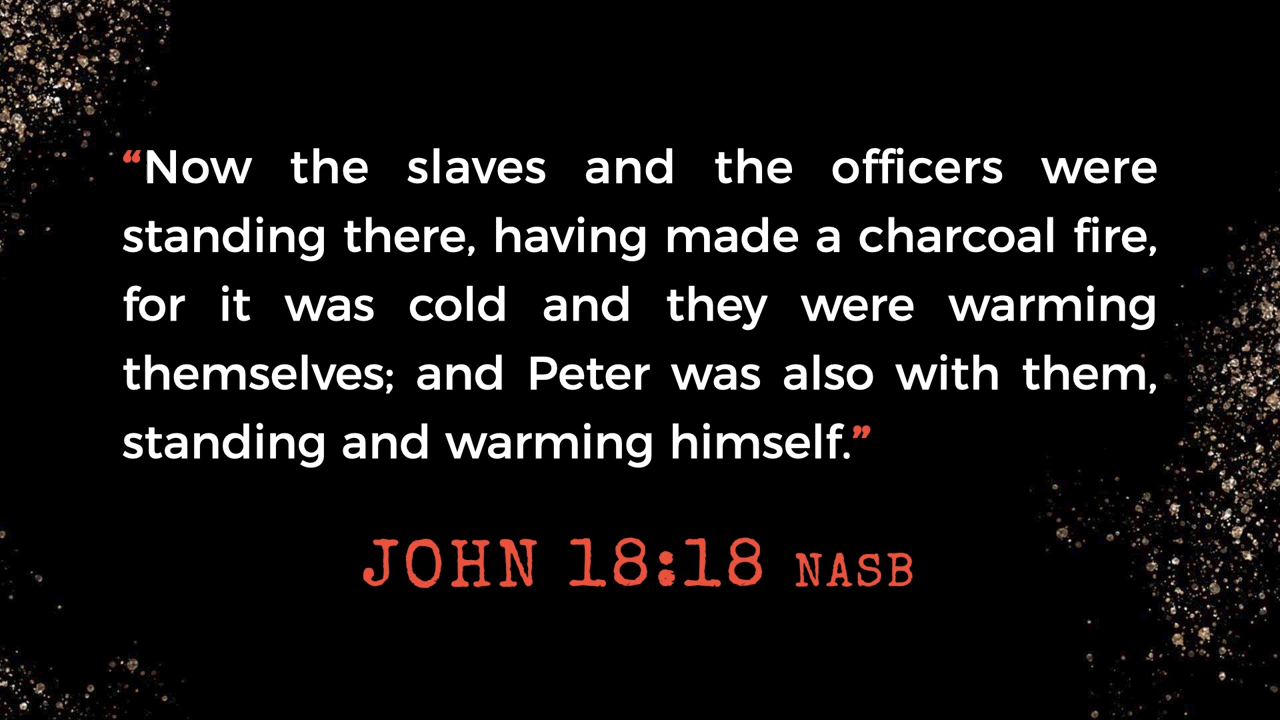 “Now the slaves and the officers were
standing there, having made a charcoal fire,
for it was cold and they were warming
themselves; and Peter was also with them,
standing and warming himself.”
JOHN 18:18 NASB